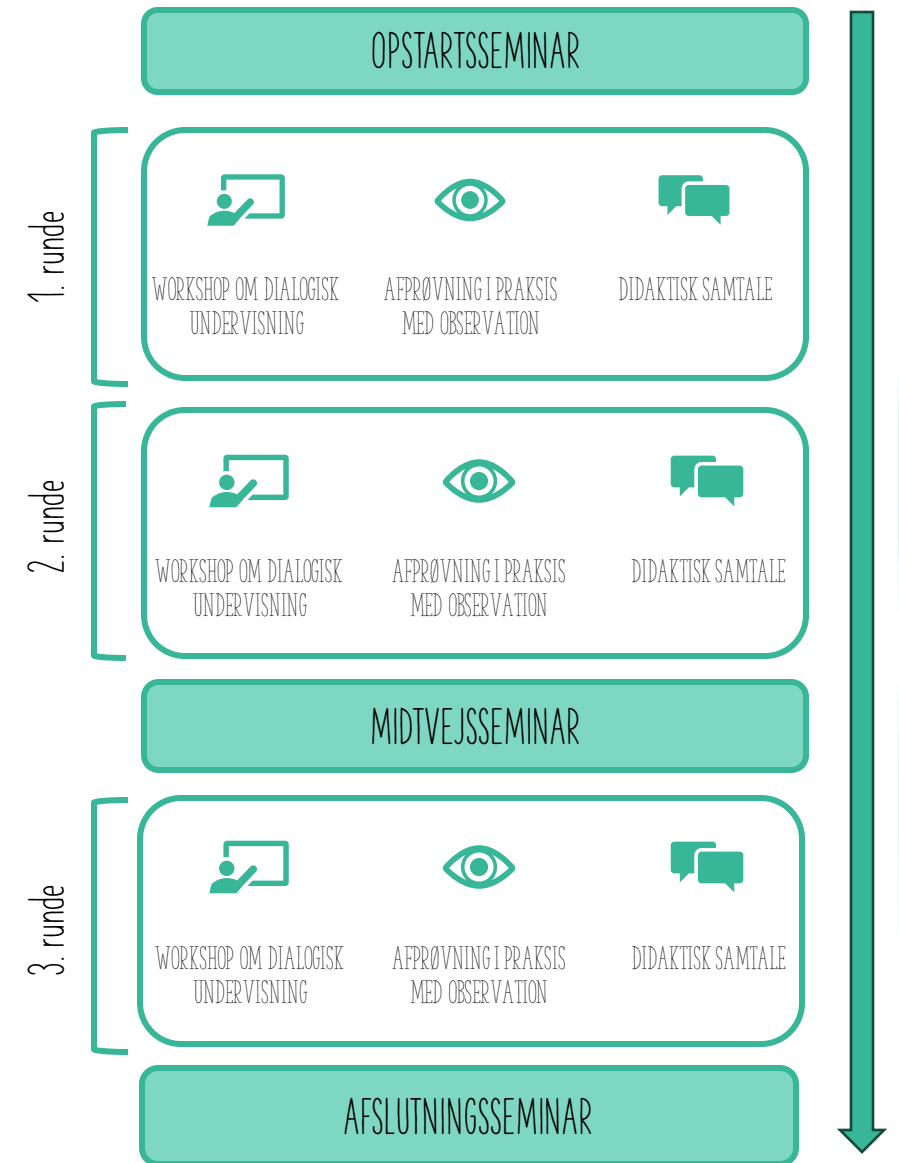 OPSTARTSSEMINAR
1. runde
WORKSHOP OM DIALOGISK
UNDERVISNING
AFPRØVNING I PRAKSIS
MED OBSERVATION
DIDAKTISK SAMTALE
2. runde
WORKSHOP OM DIALOGISK
UNDERVISNING
AFPRØVNING I PRAKSIS
MED OBSERVATION
DIDAKTISK SAMTALE
MIDTVEJSSEMINAR
3. runde
WORKSHOP OM DIALOGISK
UNDERVISNING
AFPRØVNING I PRAKSIS
MED OBSERVATION
DIDAKTISK SAMTALE
AFSLUTNINGSSEMINAR